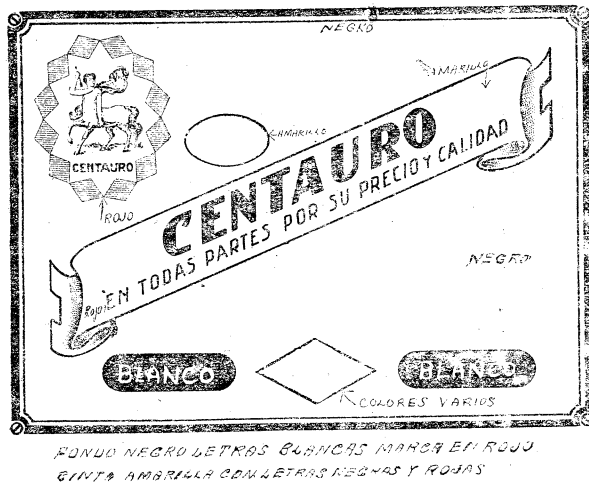 NEGRO
AMARILLO
AMARILLO
CENTAURO
ROJO
CENTAURO
EN TODAS PARTES POR SU PRECIO Y CALIDAD
ROJO
NEGRO
BLANCO
BLANCO
COLORES VARIOS
FONDO NEGRO LETRAS BLANCAS MARCA EN ROJO
CINTA AMARILLA CON LETRAS NEGRAS Y ROJAS